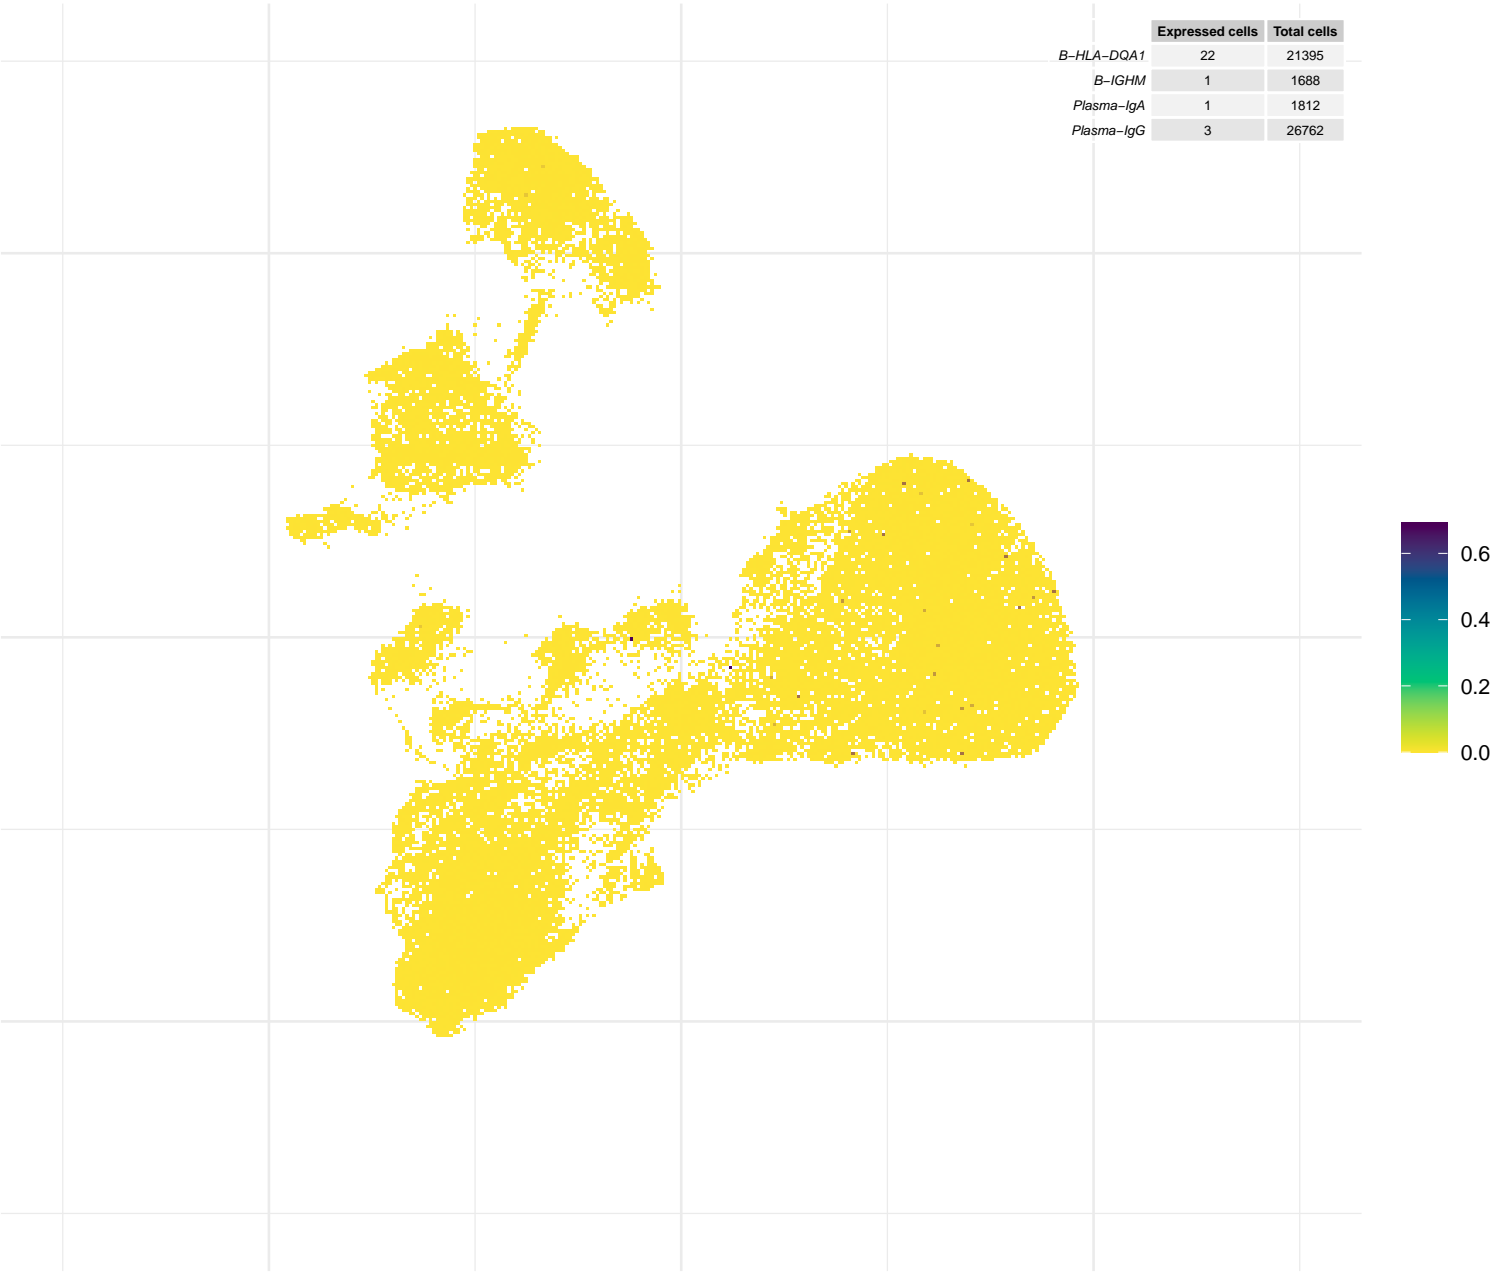 Expressed cells Total cells
B−HLA−DQA1 22 21395
B−IGHM 1 1688
Plasma−IgA 1 1812
Plasma−IgG 3 26762
0.6
0.4
0.2
0.0